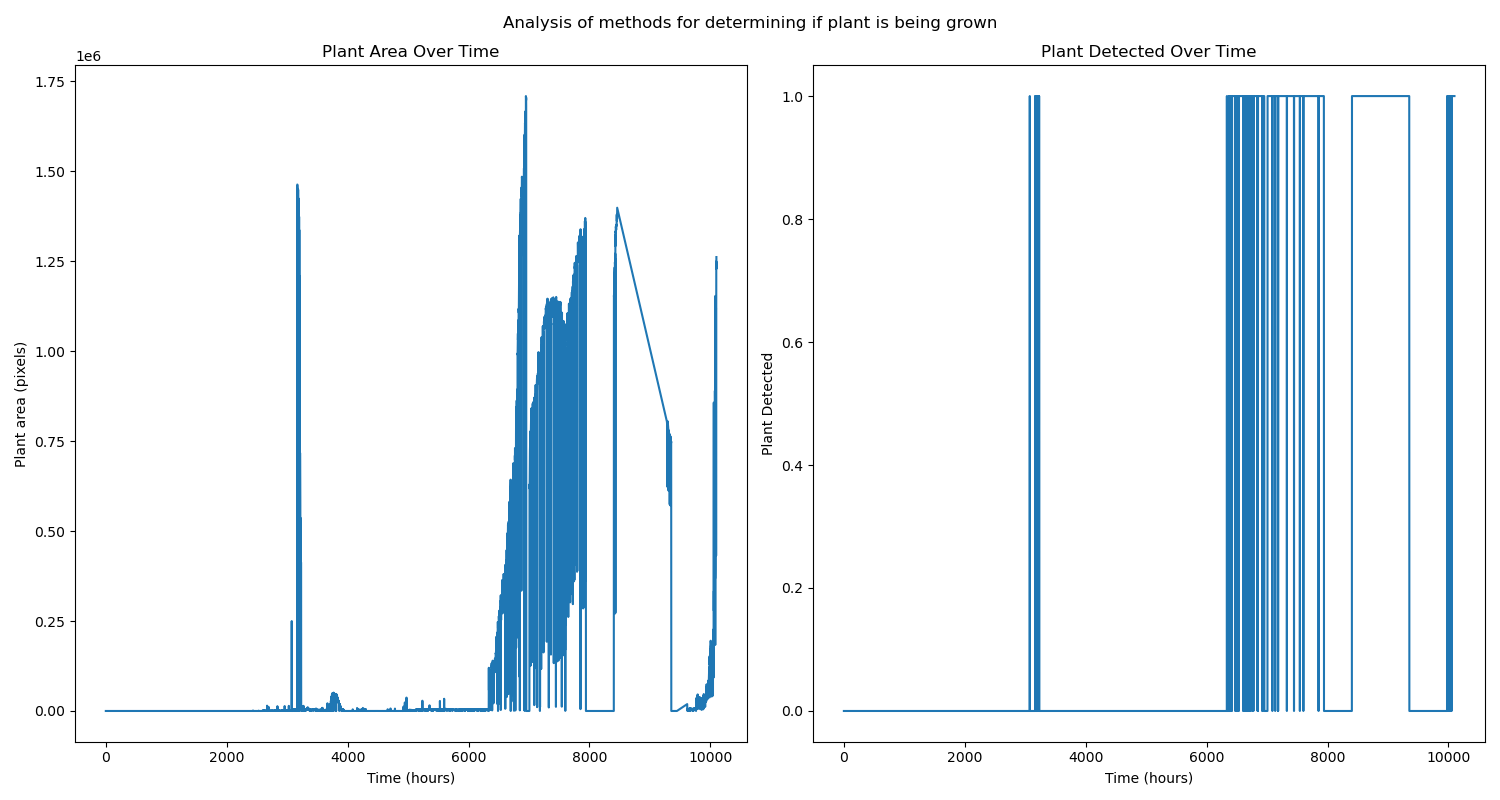 Analysis of methods for determining if plant is being grown
Plant Area Over Time
1e6
1.75
1.50
1.25
1.00
0.75
0.50
0.25
0.00
Plant area (pixels)
0 2000 4000 6000 8000 10000
Time (hours)
Plant Detected Over Time
1.0
0.8
0.6
0.4
0.2
0.0
Plant Detected
0 2000 4000 6000 8000 10000
Time (hours)